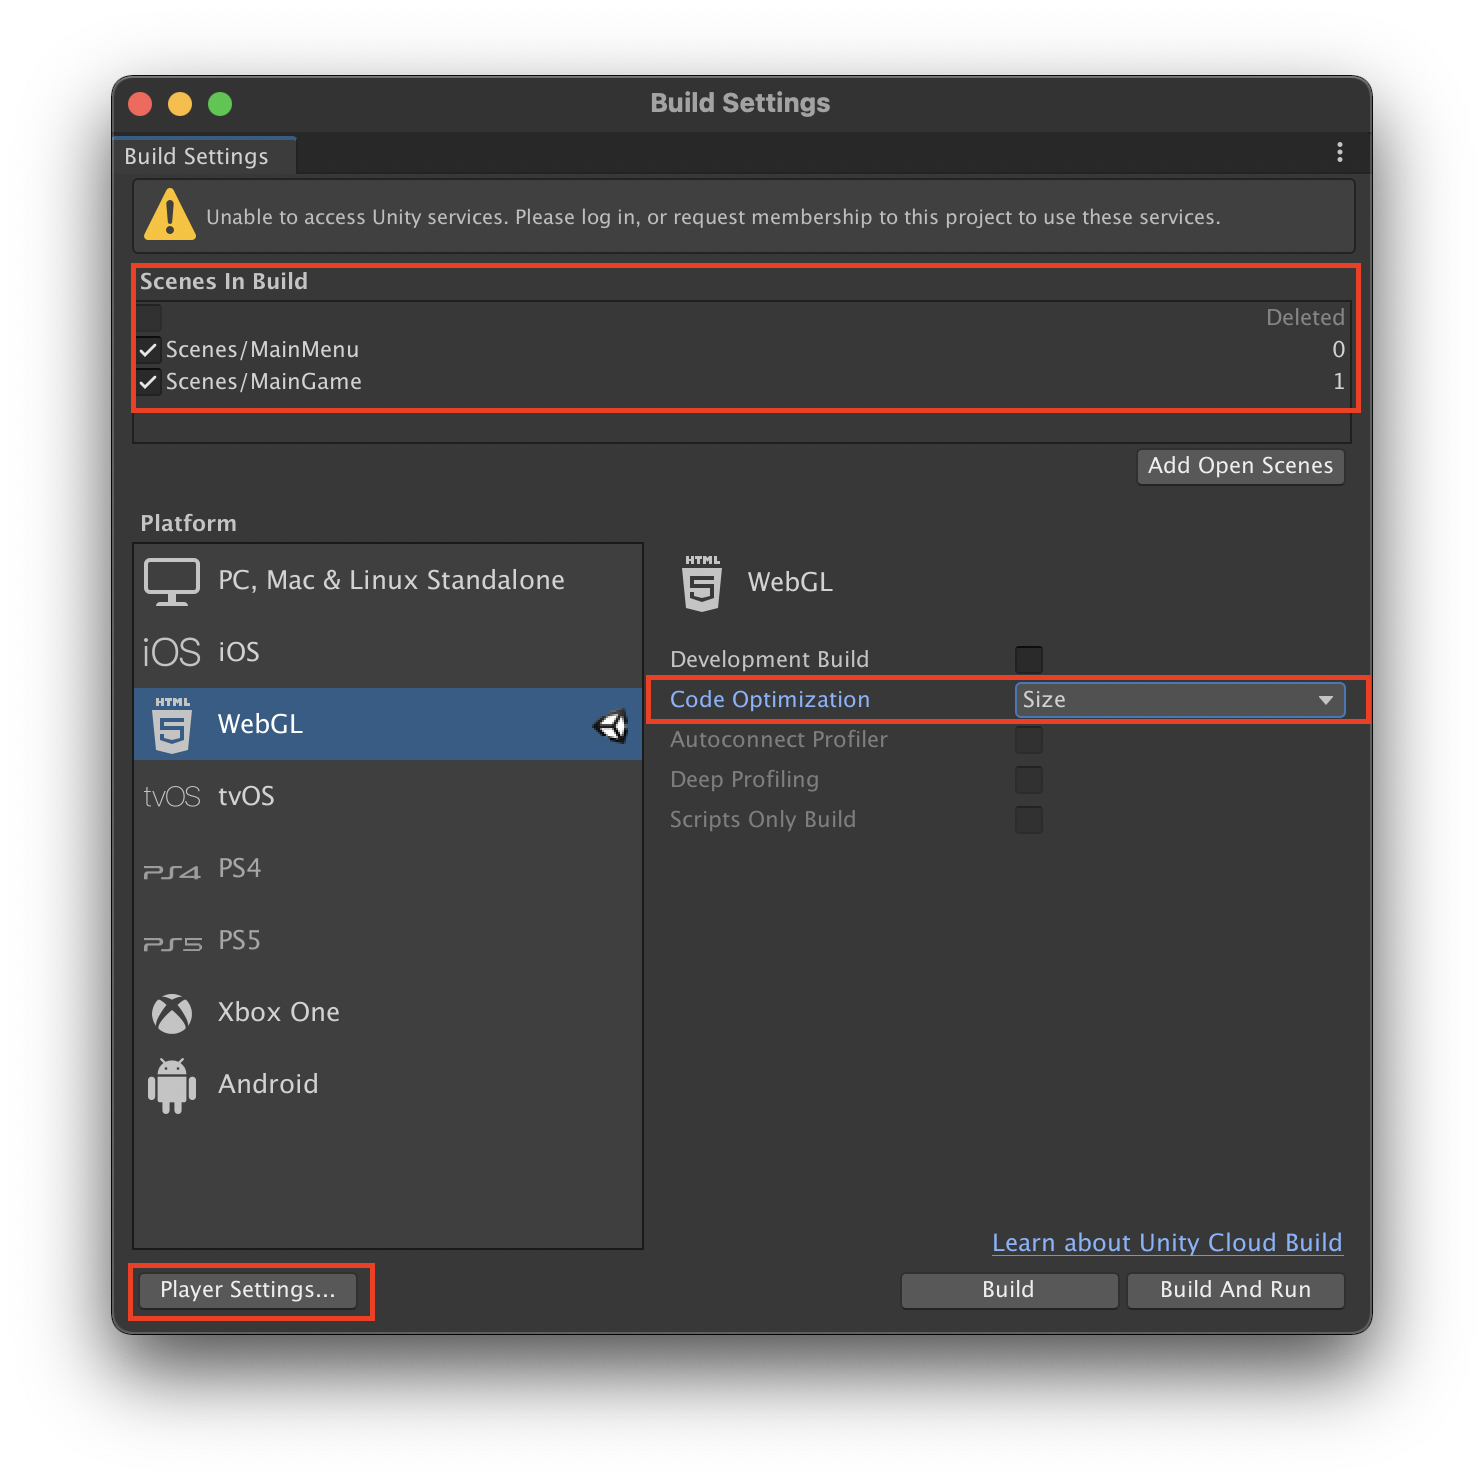 Build Settings
Build Settings
Unable to access Unity services. Please log in, or request membership to this project to use these services.
Scenes In Build
Deleted
Scenes/MainMenu 0
Scenes/MainGame 1
Add Open Scenes
Platform
PC, Mac & Linux Standalone
iOS iOS
HTML 5 WebGL
tvOS tvOS
PS4 PS4
PS5 PS5
Xbox One
Android
HTML 5 WebGL
Development Build
Code Optimization Size
Autoconnect Profiler
Deep Profiling
Scripts Only Build
Learn about Unity Cloud Build
Player Settings... Build Build And Run